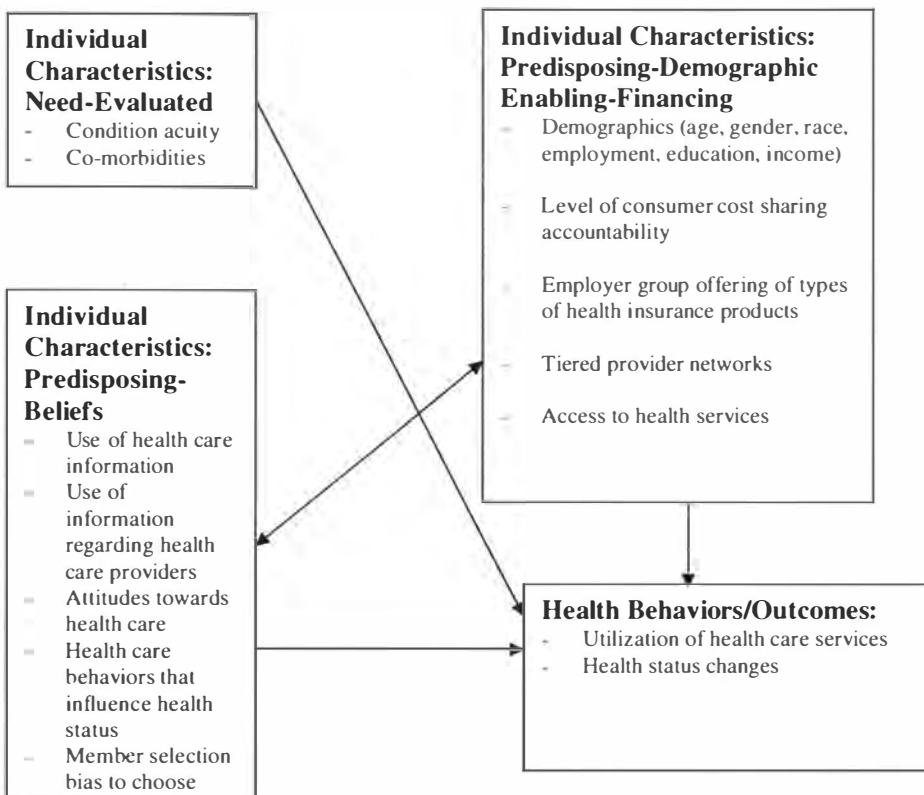 Individual
Characteristics:
Need-Evaluated
- Condition acuity
- Co-morbidities
Individual Characteristics:
Predisposing-Demographic
Enabling-Financing
- Demographics (age, gender, race,
employment, education, income)
- Level of consumer cost sharing
accountability
- Employer group offering of types
of health insurance products
- Tiered provider networks
- Access to health services
Individual
Characteristics:
Predisposing-
Beliefs
- Use of health care
information
- Use of
information
regarding health
care providers
- Attitudes towards
health care
- Health care
behaviors that
influence health
status
- Member selection
bias to choose
Health Behaviors/Outcomes:
- Utilization of health care services
- Health status changes